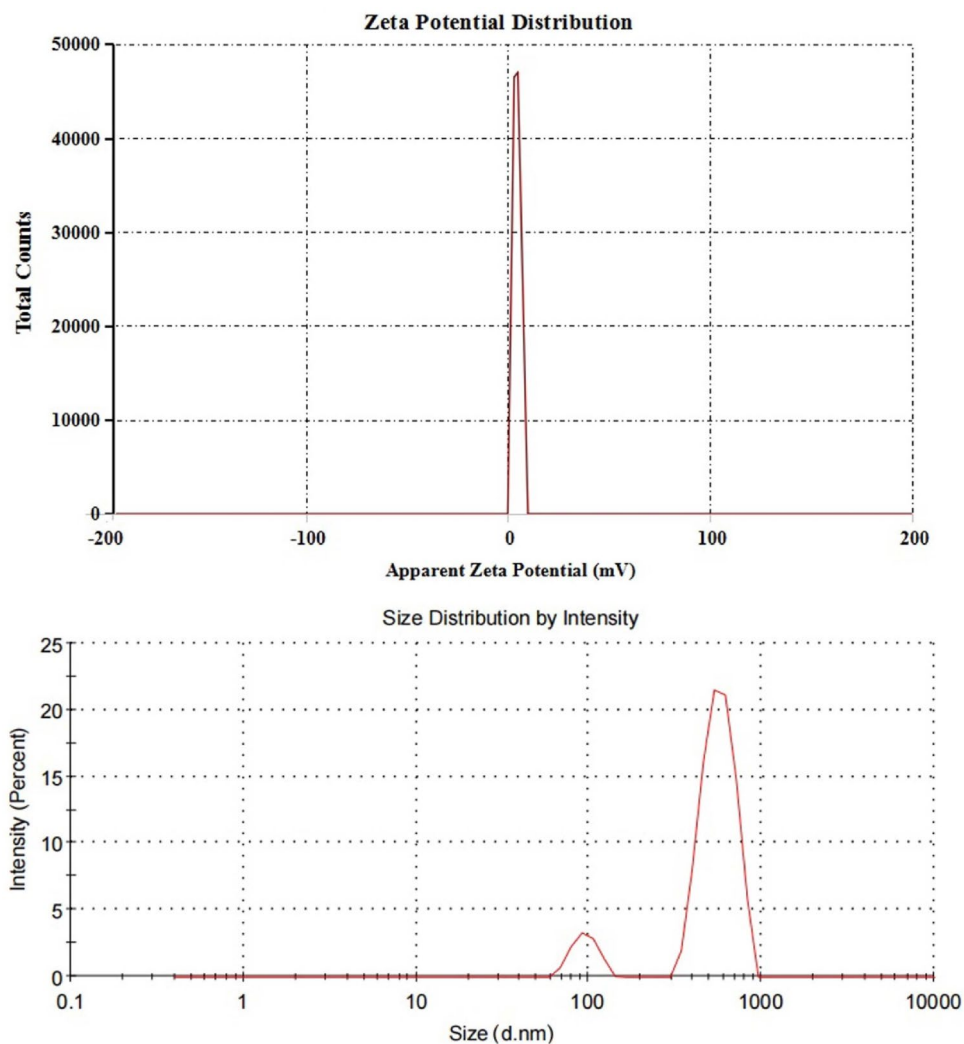 Zeta Potential Distribution
50000
40000
30000
20000
10000
0
Total Counts
-200 -100 0 100 200
Apparent Zeta Potential (mV)
Size Distribution by Intensity
25
20
15
10
5
0
Intensity (Percent)
0.1 1 10 100 1000 10000
Size (d.nm)